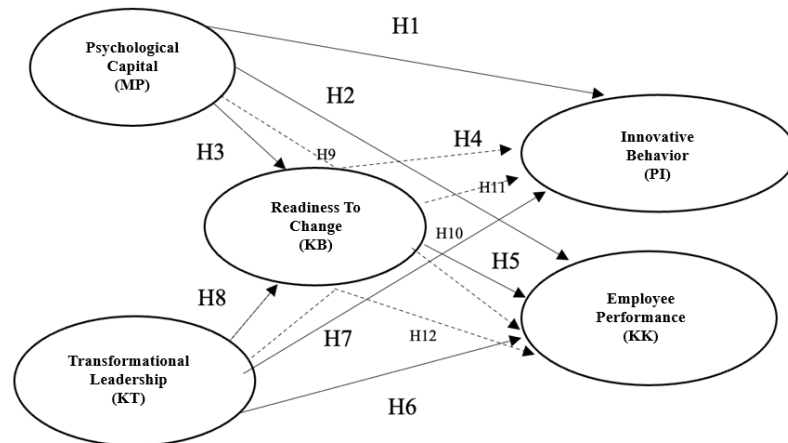 H1
Psychological
Capital
(MP)
H2
H4
Innovative
Behavior
(PI)
H3
H9
H11
Readiness To
Change
(KB)
H10
H5
H8
Employee
Performance
(KK)
H7
H12
Transformational
Leadership
(KT)
H6